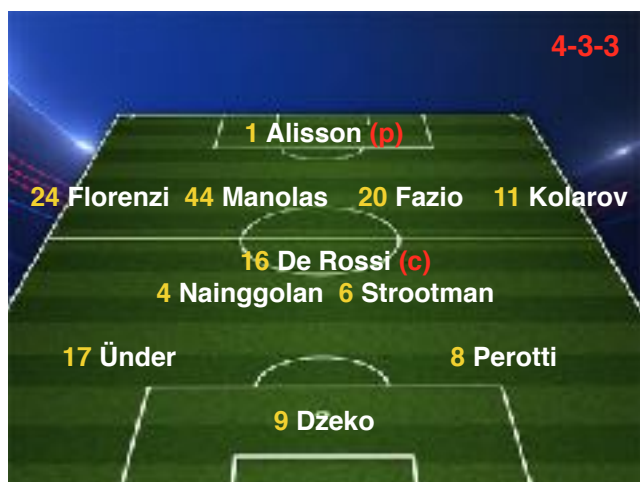 4-3-3
1 Alisson (p)
24 Florenzi 44 Manolas 20 Fazio 11 Kolarov
16 De Rossi (c)
4 Nainggolan 6 Strootman
17 Ünder 8 Perotti
9 Dzeko